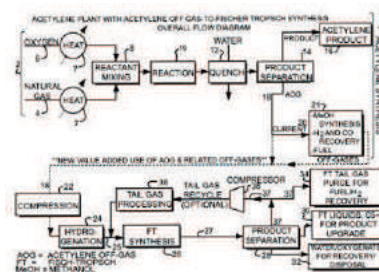 ACETYLENE PLANT WITH ACETYLENE OFF GAS TO FISCHER TROPSCH SYNTHESIS
OVERALL FLOW DIAGRAM
OXYGEN
HEAT
NATURAL
GAS
HEAT
REACTANT
MIXING
REACTION
WATER
QUENCH
PRODUCT
SEPARATION
PRODUCT
ACETYLENE
PRODUCT
AOG
CURRENT
MeOH
SYNTHESIS
H2 AND CO
RECOVERY
FUEL
OFF-GASES
"NEW VALUE ADDED USE OF AOG & RELATED OFF-GASES"
COMPRESSION
HYDRO-
GENATION
TAIL GAS
PROCESSING
TAIL GAS
RECYCLE
(OPTIONAL)
COMPRESSOR
FT
SYNTHESIS
PRODUCT
SEPARATION
FT TAIL GAS
PURGE FOR
RECOVERY
FT LIQUIDS,
FOR PRODUCT
UPGRADE
FOR RECOVERY/
DISPOSAL
AOG = ACETYLENE OFF-GAS
FT = FISCH-TROPSCH
MeOH = METHANOL